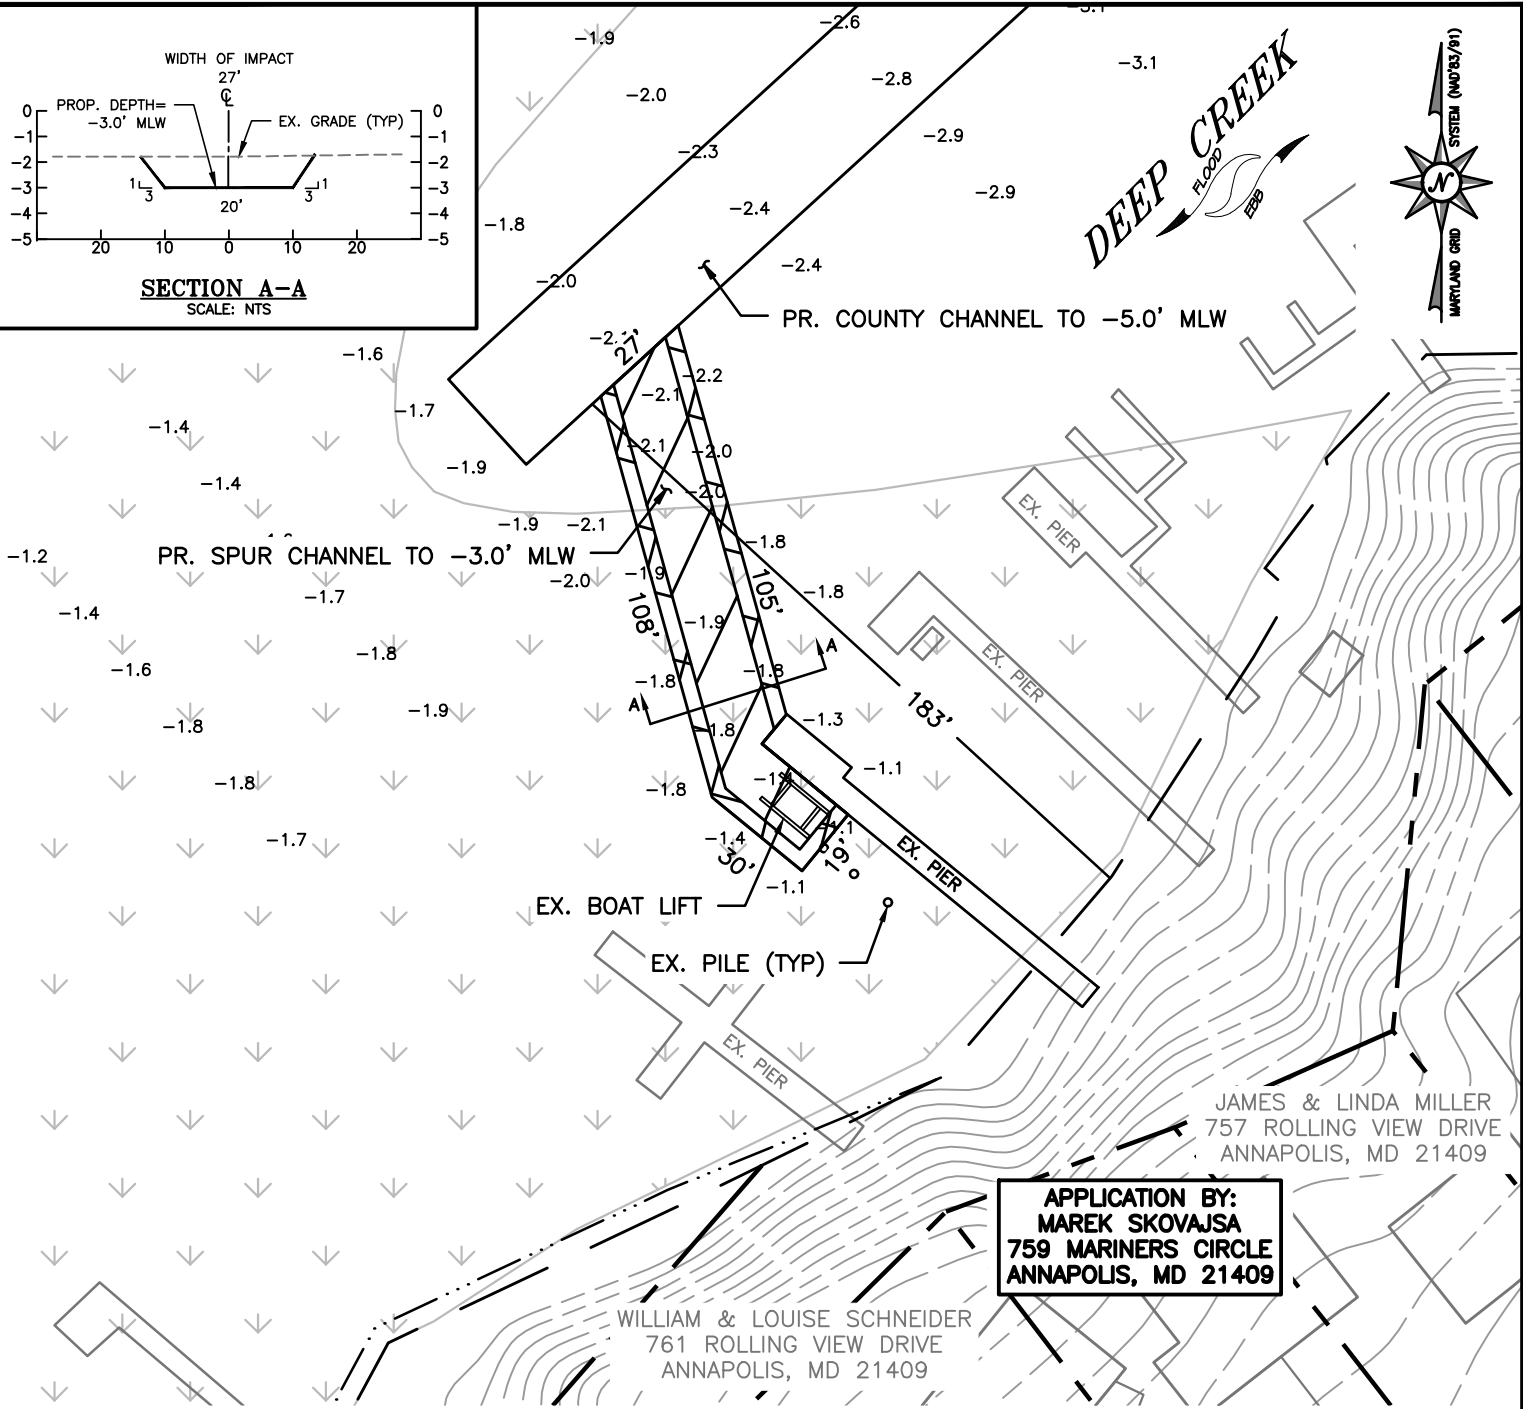 WIDTH OF IMPACT
27'
PROP. DEPTH=
-3.0' MLW
EX. GRADE (TYP)
0
-1
-2
-3
-4
-5
0
-1
-2
-3
-4
-5
1
3
3
1
20'
20
10
0
10
20
SECTION A-A
SCALE: NTS
DEEP CREEK
FLOOD
EBB
MARYLAND GRID
N
SYSTEM (NAD'83/91)
-1.9
-2.6
-3.1
-3.1
-2.0
-2.8
-2.3
-2.9
-1.8
-2.4
-2.9
-2.0
-2.4
PR. COUNTY CHANNEL TO -5.0' MLW
-1.6
27'
-2.2
-2.1
-1.7
-1.4
-2.1
-2.0
-1.9
-1.4
-2.0
-1.9
-2.1
-1.8
-1.2
PR. SPUR CHANNEL TO -3.0' MLW
-2.0
-1.9
-1.8
105'
108'
-1.7
-1.4
-1.9
-1.8
-1.6
-1.8
-1.8
A
A
-1.9
-1.8
-1.8
-1.3
183'
-1.1
-1.8
-1.8
-1.7
-1.4
30'
19'
-1.1
EX. PIER
EX. PIER
EX. PIER
EX. BOAT LIFT
EX. PILE (TYP)
EX. PIER
JAMES & LINDA MILLER
757 ROLLING VIEW DRIVE
ANNAPOLIS, MD 21409
APPLICATION BY:
MAREK SKOVAJSA
759 MARINERS CIRCLE
ANNAPOLIS, MD 21409
WILLIAM & LOUISE SCHNEIDER
761 ROLLING VIEW DRIVE
ANNAPOLIS, MD 21409